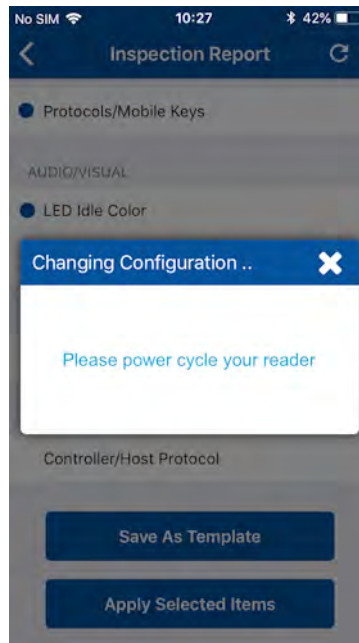 No SIM 10:27 42%
Inspection Report
Protocols/Mobile Keys
AUDIO/VISUAL
LED Idle Color
Changing Configuration ..
Please power cycle your reader
Controller/Host Protocol
Save As Template
Apply Selected Items